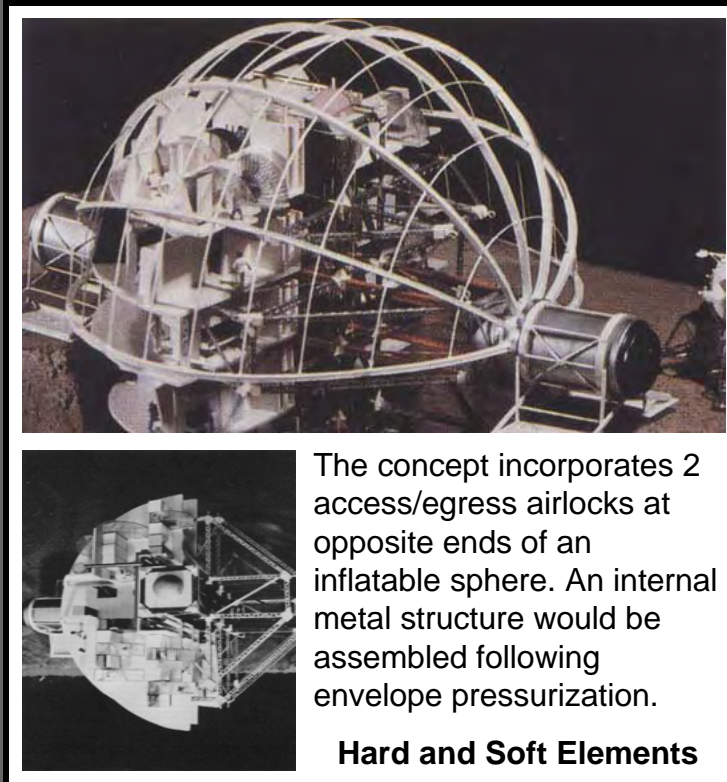 The concept incorporates 2
access/egress airlocks at
opposite ends of an
inflatable sphere. An internal
metal structure would be
assembled following
envelope pressurization.
Hard and Soft Elements